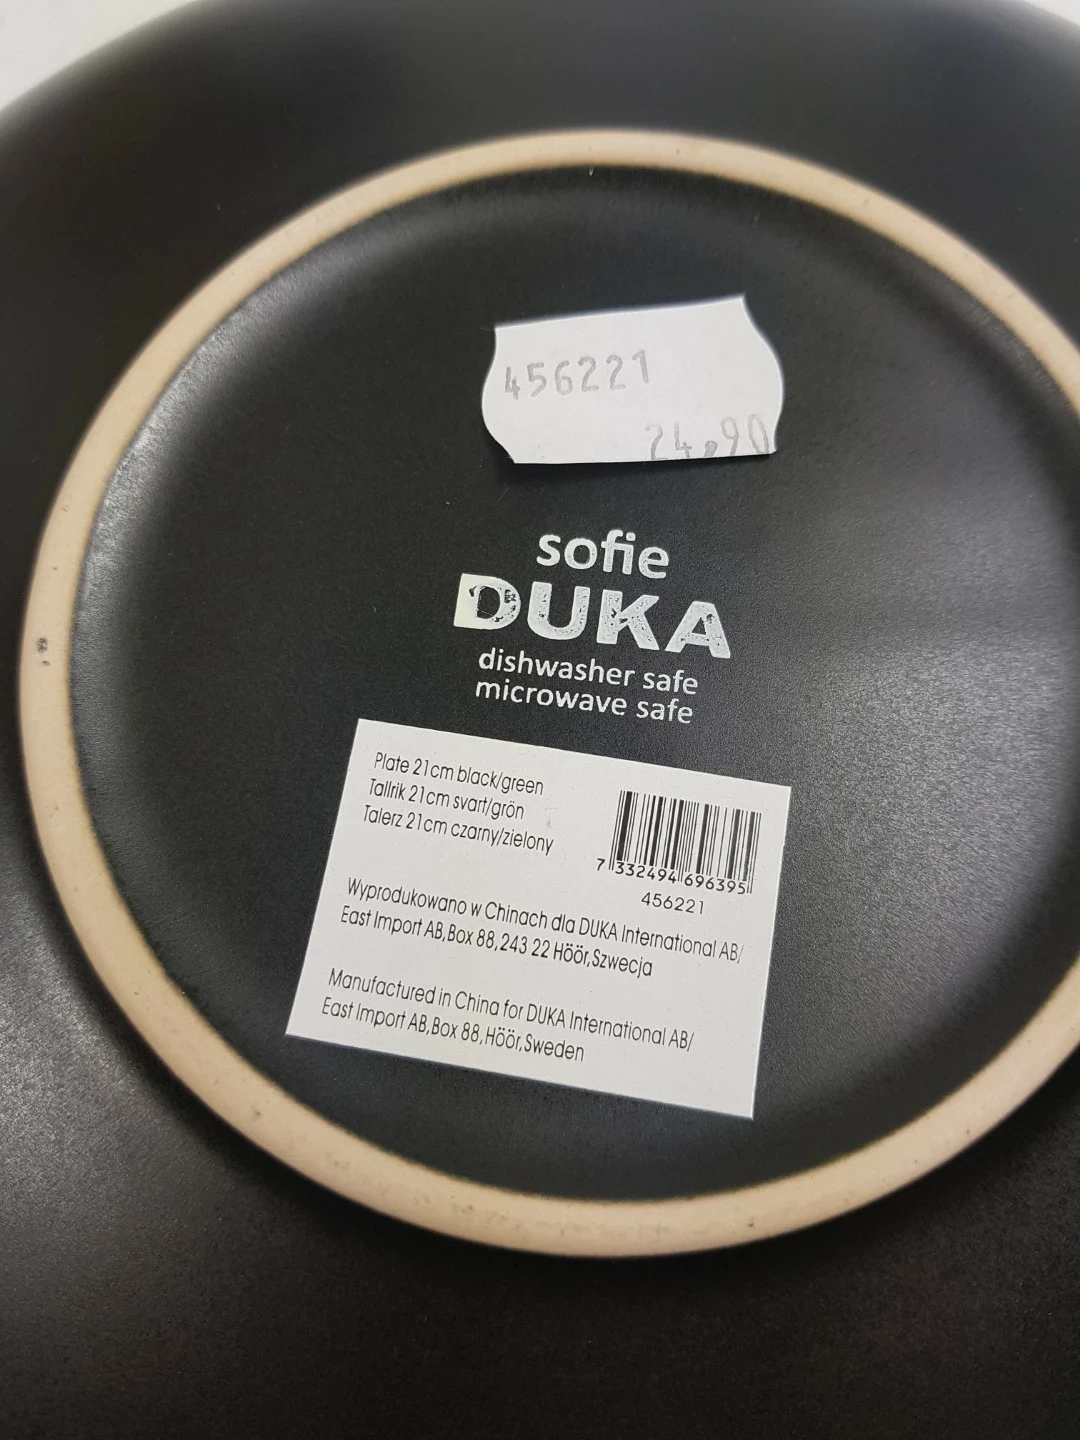 456221
24,90
sofie
DUKA
dishwasher safe
microwave safe
Plate 21cm black/green
Tallrik 21cm svart/grön
Talerz 21cm czarny/zielony
7 332494 696395
456221
Wyprodukowano w Chinach dla DUKA International AB/
East Import AB,Box 88,243 22 Höör,Szwecja
Manufactured in China for DUKA International AB/
East Import AB,Box 88,Höör,Sweden